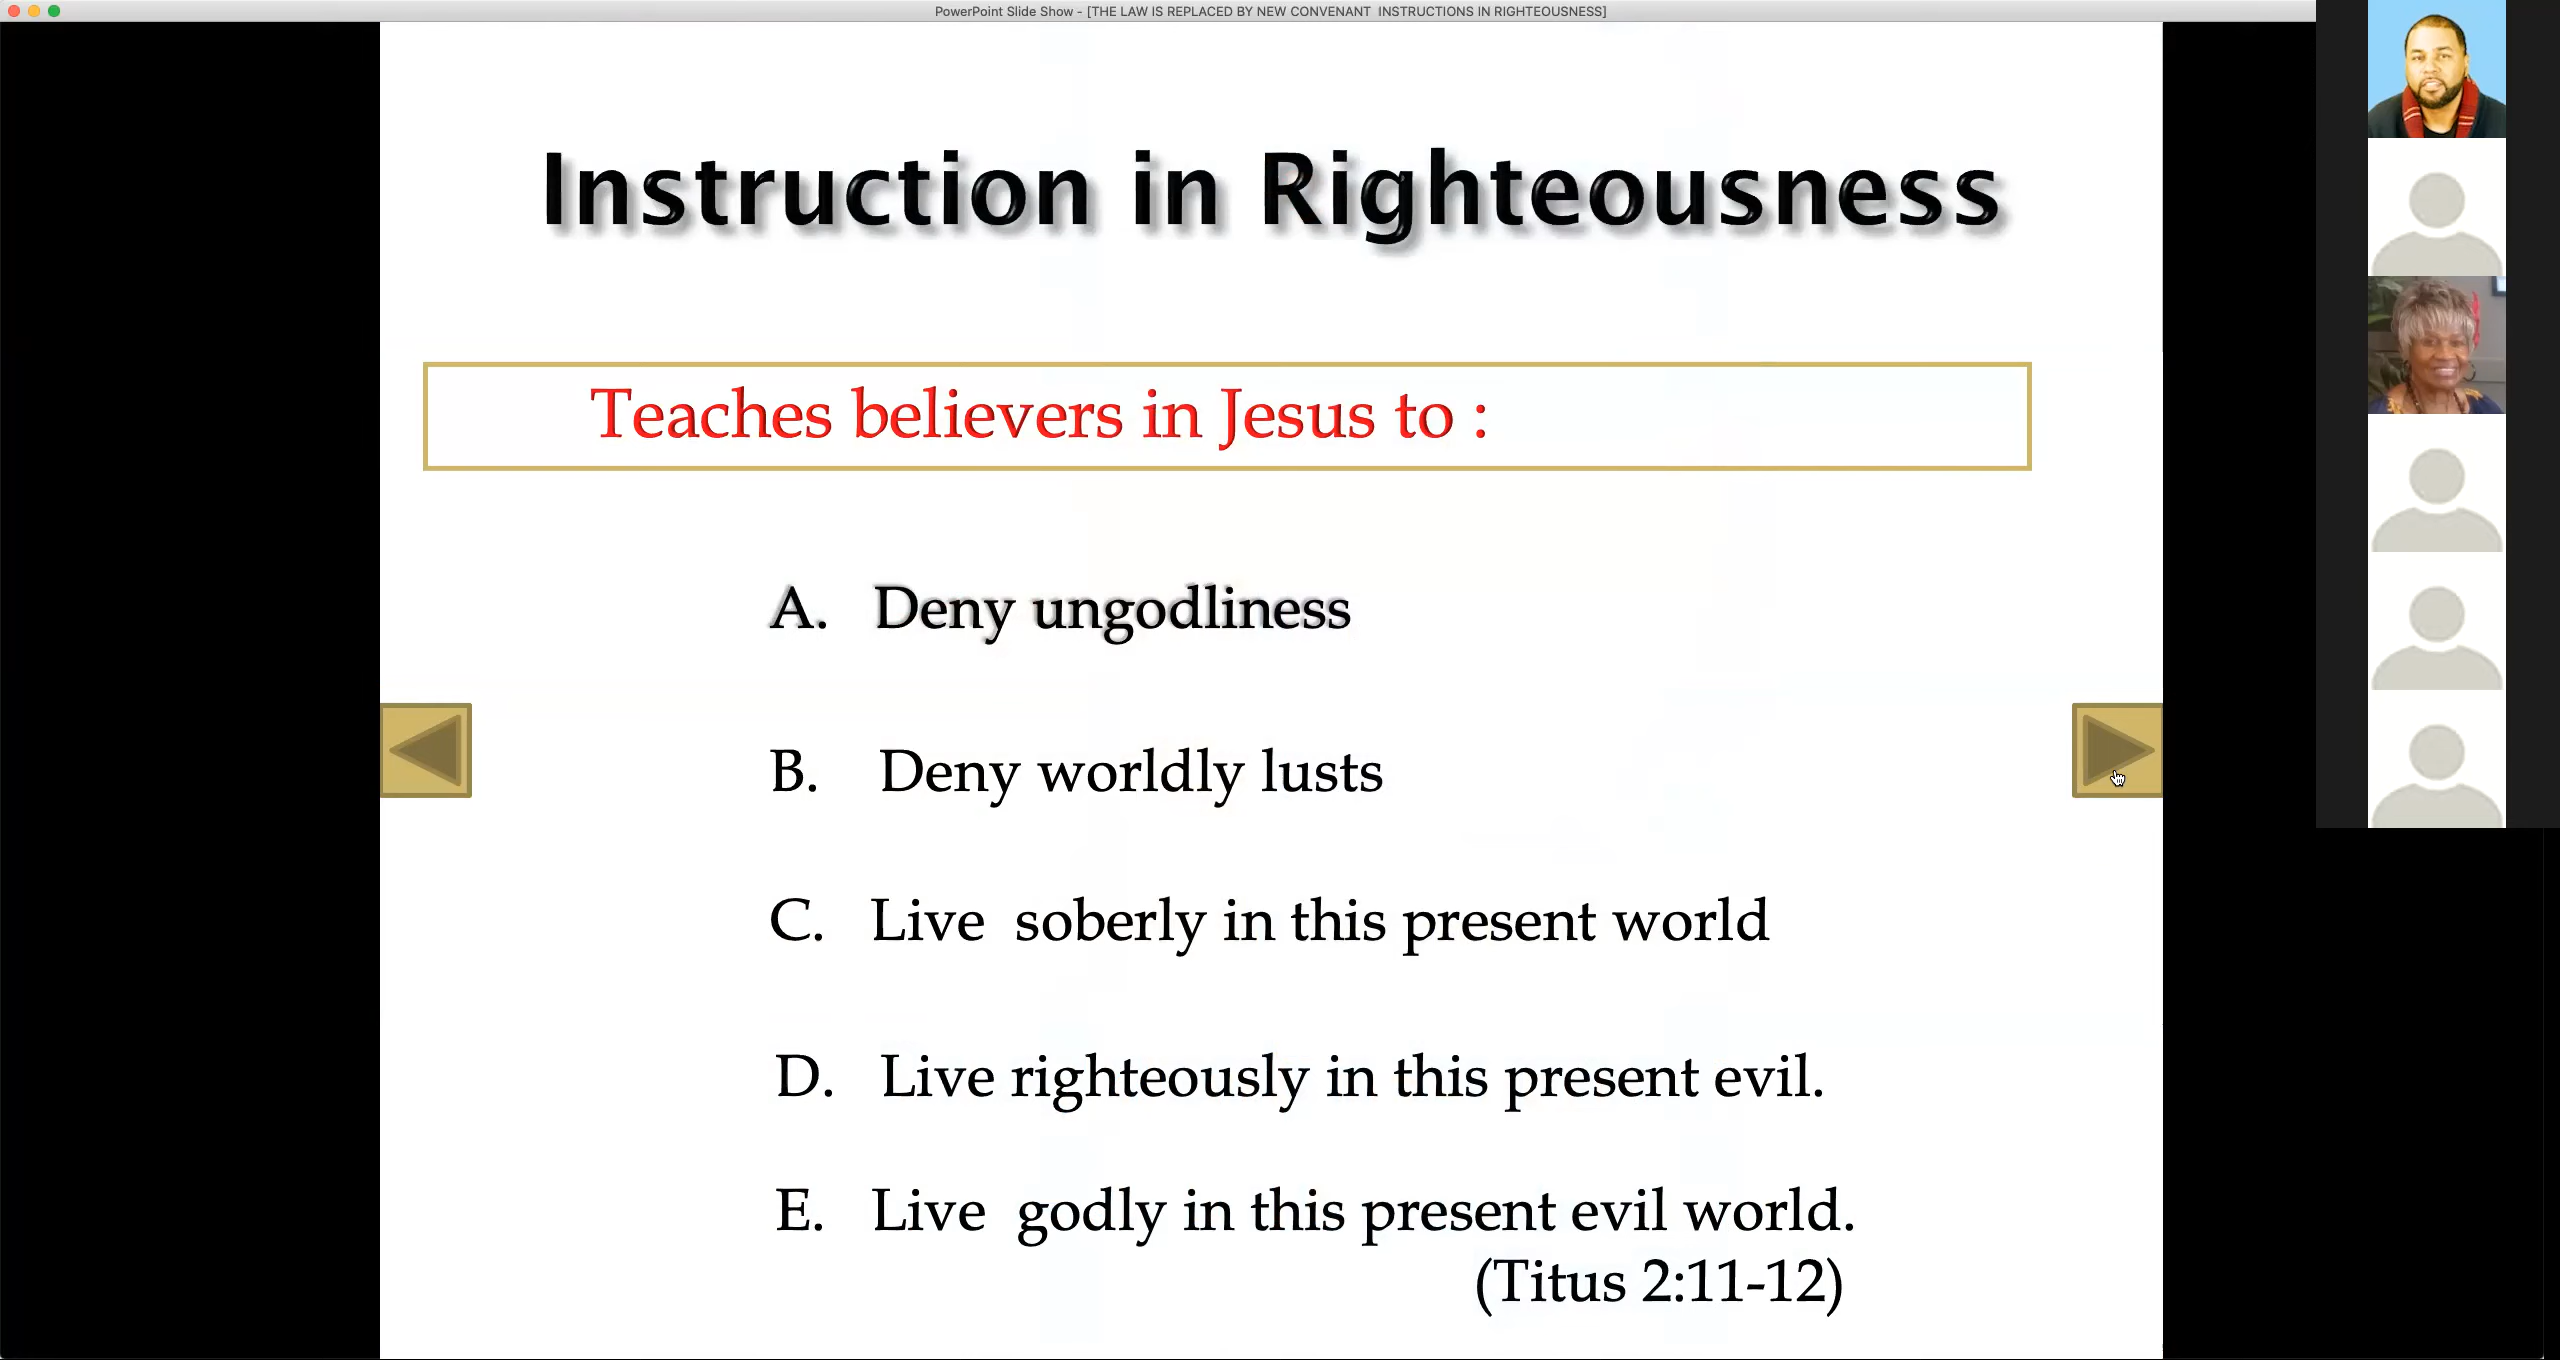 PowerPoint Slide Show - [THE LAW IS REPLACED BY NEW CONVENANT  INSTRUCTIONS IN RIGHTEOUSNESS]
Instruction in Righteousness
Teaches believers in Jesus to :
A. Deny ungodliness
B. Deny worldly lusts
C. Live soberly in this present world
D. Live righteously in this present evil.
E. Live godly in this present evil world.
(Titus 2:11-12)